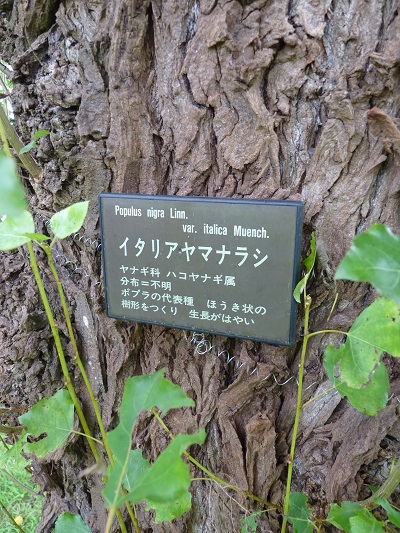 Populus nigra Linn.
var. italica Muench.
イタリアヤマナラシ
ヤナギ科 ハコヤナギ属
分布=不明
ポプラの代表種 ほうき状の
樹形をつくり 生長がはやい